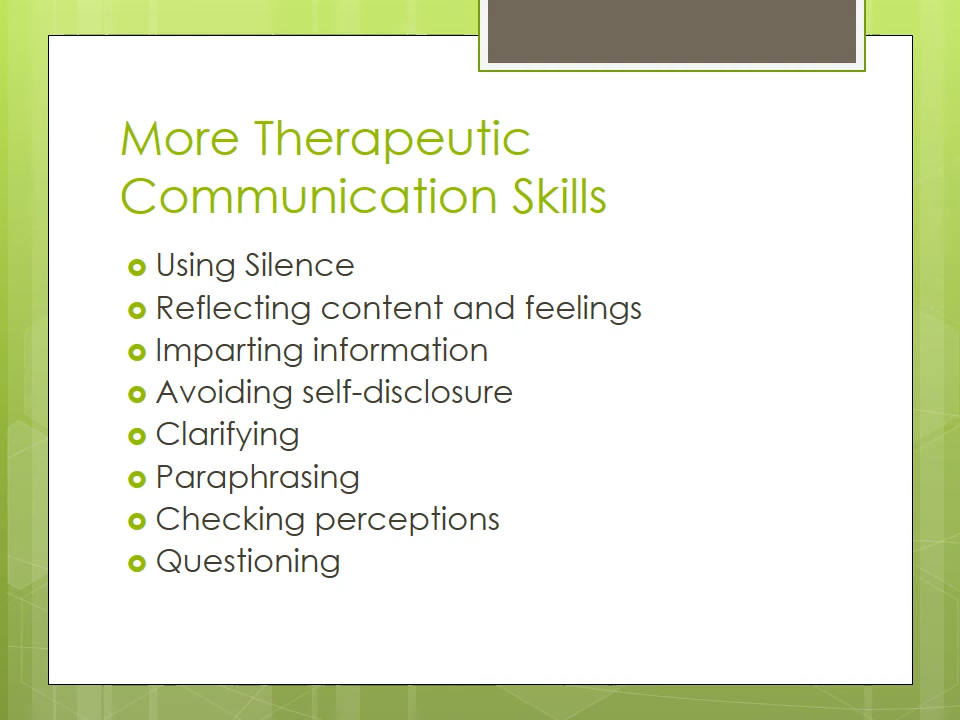 More Therapeutic
Communication Skills
Using Silence
Reflecting content and feelings
Imparting information
Avoiding self-disclosure
Clarifying
Paraphrasing
Checking perceptions
Questioning